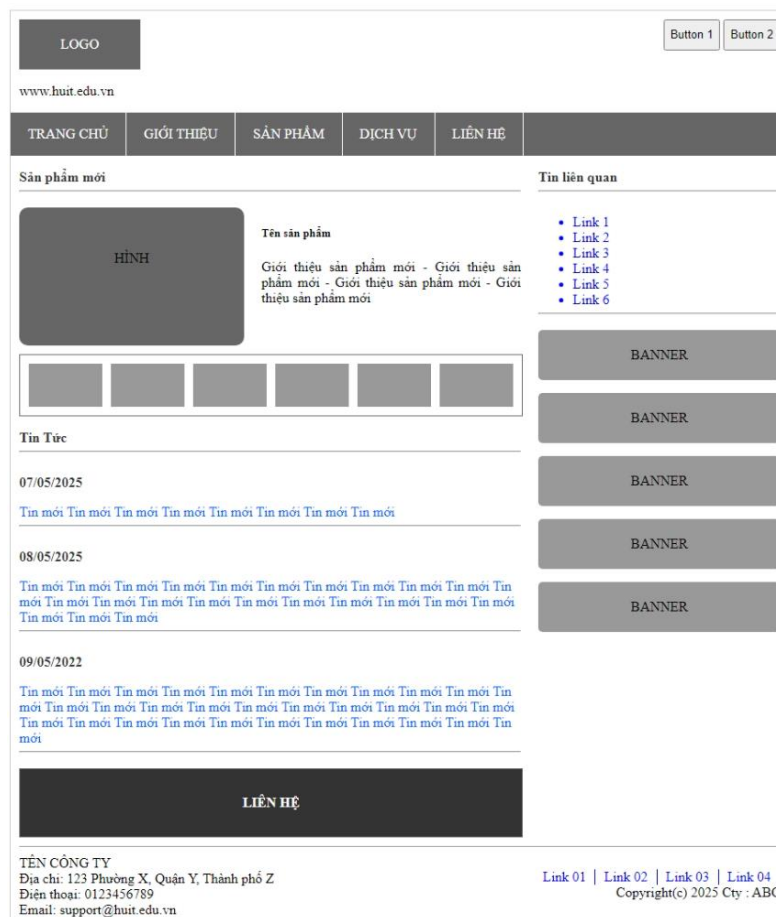 LOGO
Button 1 Button 2
www.huit.edu.vn
TRANG CHỦ GIỚI THIỆU SẢN PHẨM DỊCH VỤ LIÊN HỆ
Sản phẩm mới
HÌNH
Tên sản phẩm
Giới thiệu sản phẩm mới - Giới thiệu sản
phẩm mới - Giới thiệu sản phẩm mới - Giới
thiệu sản phẩm mới
Tin Tức
07/05/2025
Tin mới Tin mới Tin mới Tin mới Tin mới Tin mới Tin mới Tin mới
08/05/2025
Tin mới Tin mới Tin mới Tin mới Tin mới Tin mới Tin mới Tin mới Tin mới Tin mới Tin
mới Tin mới Tin mới Tin mới Tin mới Tin mới Tin mới Tin mới Tin mới Tin mới Tin mới
Tin mới Tin mới Tin mới
09/05/2022
Tin mới Tin mới Tin mới Tin mới Tin mới Tin mới Tin mới Tin mới Tin mới Tin mới Tin
mới Tin mới Tin mới Tin mới Tin mới Tin mới Tin mới Tin mới Tin mới Tin mới Tin mới
Tin mới Tin mới Tin mới Tin mới Tin mới Tin mới Tin mới Tin mới Tin mới Tin mới Tin
mới
LIÊN HỆ
Tin liên quan
Link 1
Link 2
Link 3
Link 4
Link 5
Link 6
BANNER
BANNER
BANNER
BANNER
BANNER
TÊN CÔNG TY
Địa chỉ: 123 Phường X, Quận Y, Thành phố Z
Điện thoại: 0123456789
Email: support@huit.edu.vn
Link 01 | Link 02 | Link 03 | Link 04
Copyright(c) 2025 Cty : ABC